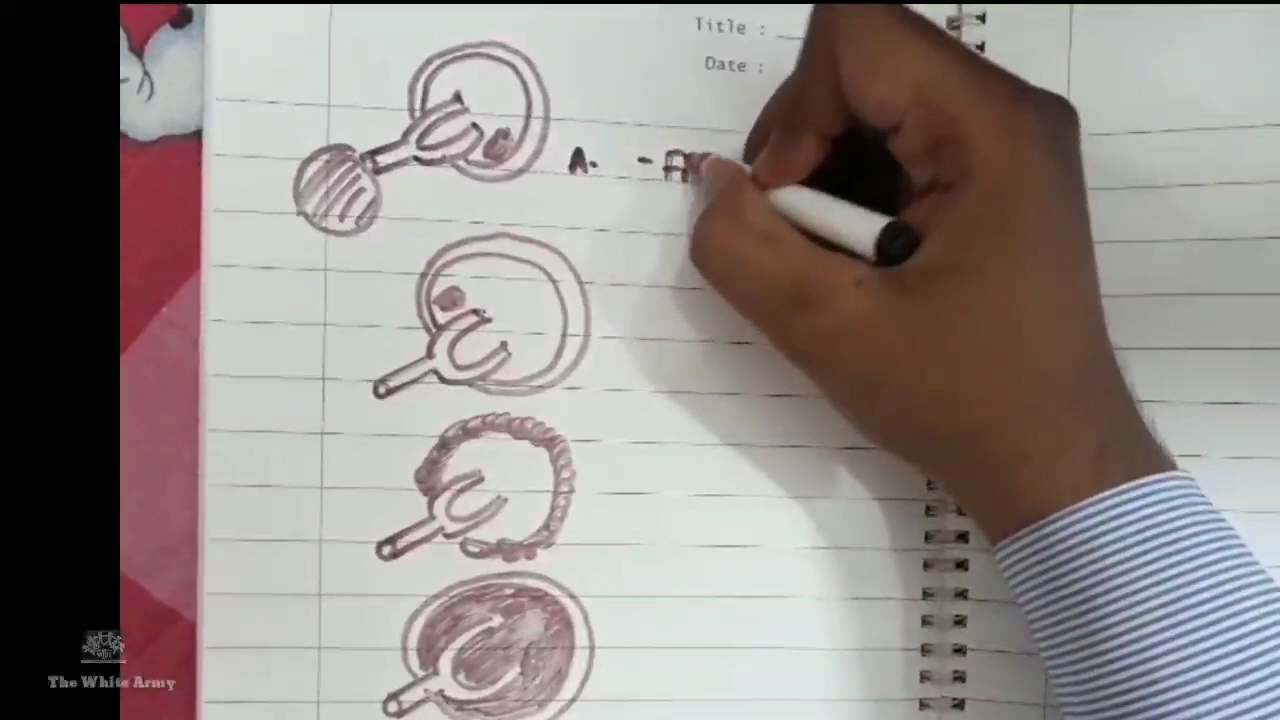 Title :
Date :
A. -
The White Army